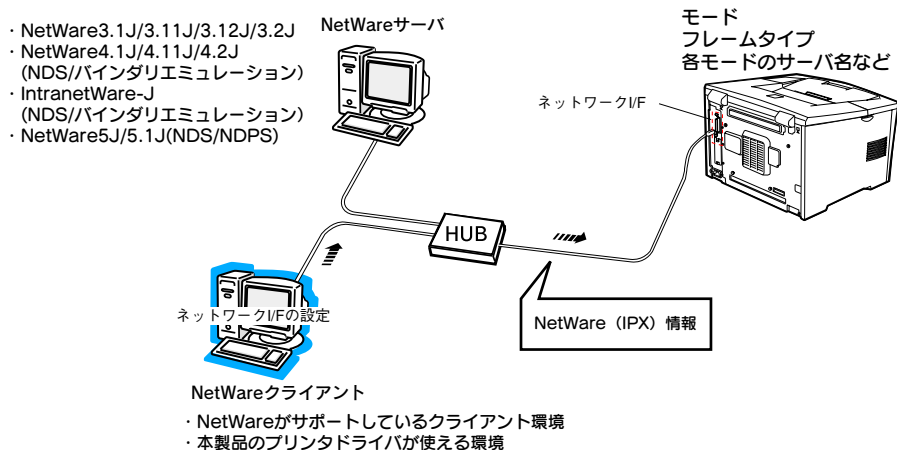 ・NetWare3.1J/3.11J/3.12J/3.2J
・NetWare4.1J/4.11J/4.2J
（NDS/バインダリエミュレーション）
・IntranetWare-J
（NDS/バインダリエミュレーション）
・NetWare5J/5.1J(NDS/NDPS)
NetWareサーバ
モード
フレームタイプ
各モードのサーバ名など
ネットワークI/F
HUB
NetWare（IPX）情報
ネットワークI/Fの設定
NetWareクライアント
・NetWareがサポートしているクライアント環境
・本製品のプリンタドライバが使える環境